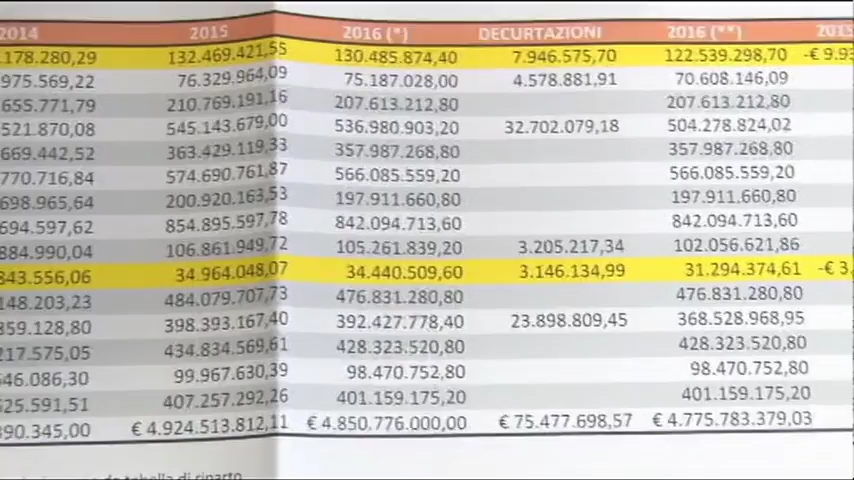 2014 2015 2016 (*) DECURTAZIONI 2016 (**) 2015
.178.280,29 132.469.421,55 130.485.874,40 7.946.575,70 122.539.298,70 -€ 9.93
975.569,22 76.329.964,09 75.187.028,00 4.578.881,91 70.608.146,09
655.771,79 210.769.191,16 207.613.212,80 207.613.212,80
521.870,08 545.143.679,00 536.980.903,20 32.702.079,18 504.278.824,02
669.442,52 363.429.119,33 357.987.268,80 357.987.268,80
770.716,84 574.690.761,87 566.085.559,20 566.085.559,20
698.965,64 200.920.163,53 197.911.660,80 197.911.660,80
694.597,62 854.895.597,78 842.094.713,60 842.094.713,60
884.990,04 106.861.949,72 105.261.839,20 3.205.217,34 102.056.621,86
843.556,06 34.964.048,07 34.440.509,60 3.146.134,99 31.294.374,61 -€ 3.
148.203,23 484.079.707,73 476.831.280,80 476.831.280,80
359.128,80 398.393.167,40 392.427.778,40 23.898.809,45 368.528.968,95
217.575,05 434.834.569,61 428.323.520,80 428.323.520,80
546.086,30 99.967.630,39 98.470.752,80 98.470.752,80
525.591,51 407.257.292,26 401.159.175,20 401.159.175,20
390.345,00 € 4.924.513.812,11 € 4.850.776.000,00 € 75.477.698,57 € 4.775.783.379,03
da tabella di riparto